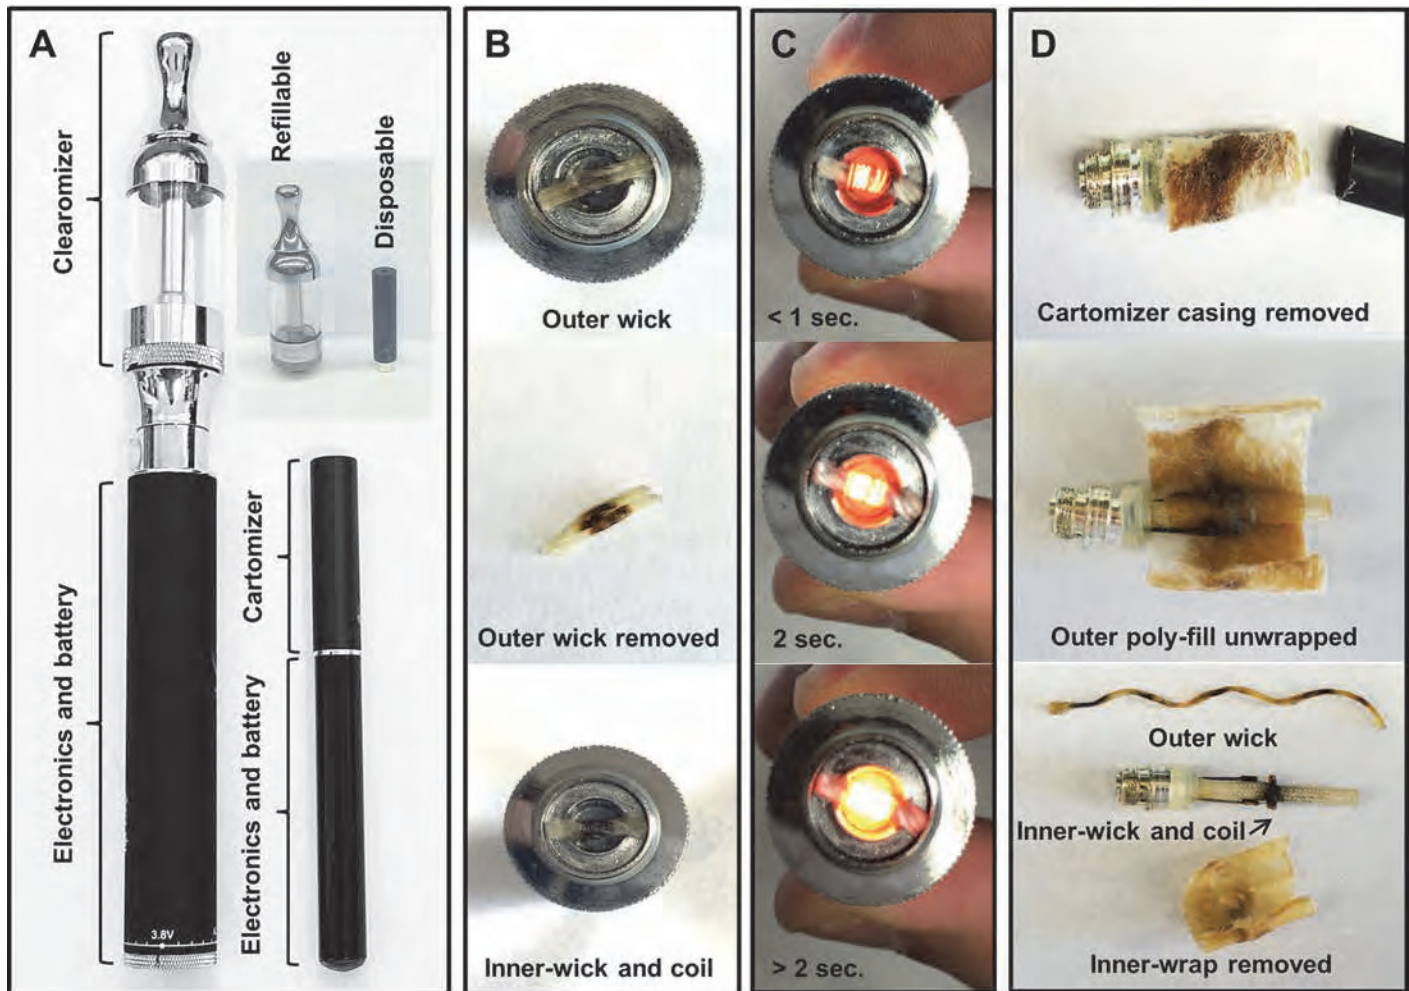 A
Clearomizer
Refillable
Disposable
Electronics and battery
Cartomizer
Electronics and battery
3.8V
B
Outer wick
Outer wick removed
Inner-wick and coil
C
< 1 sec.
2 sec.
> 2 sec.
D
Cartomizer casing removed
Outer poly-fill unwrapped
Outer wick
Inner-wick and coil
Inner-wrap removed